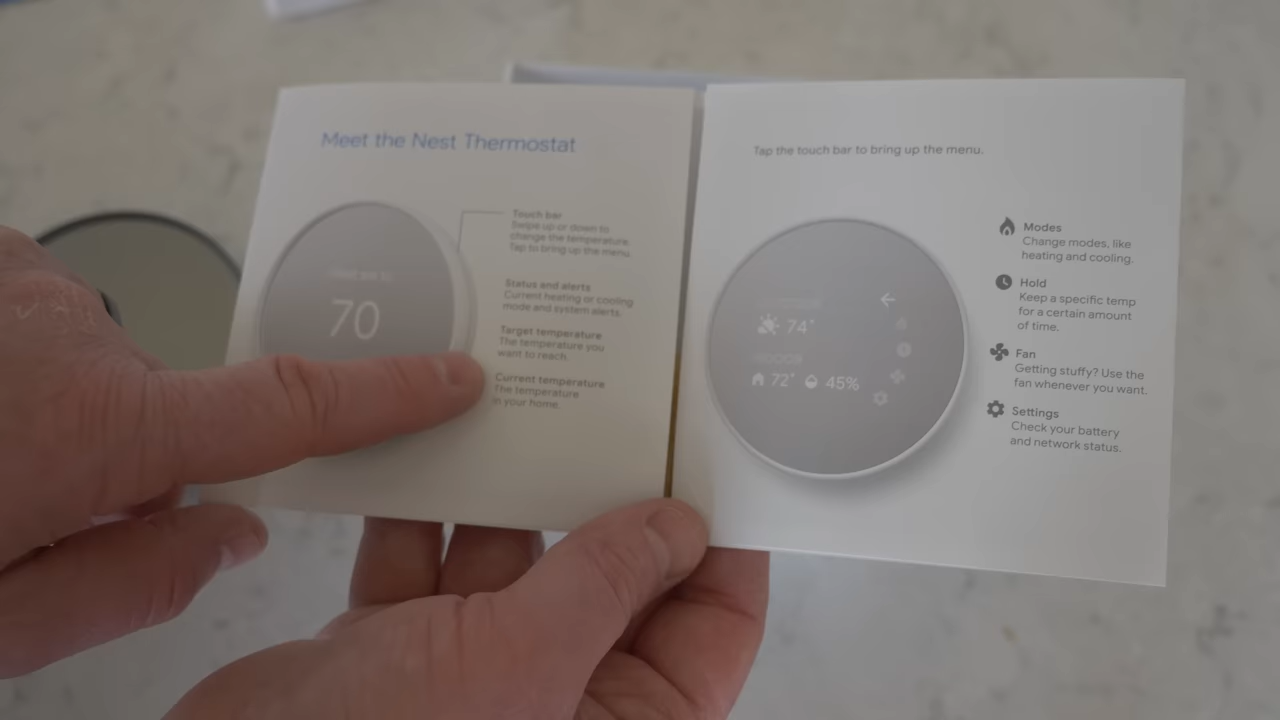 Meet the Nest Thermostat
Touch bar
Swipe up or down to
change the temperature.
Tap to bring up the menu.
Status and alerts
Current heating or cooling
mode and system alerts.
Target temperature
The temperature you
want to reach.
Current temperature
The temperature
in your home.
70
Tap the touch bar to bring up the menu.
74°
72° 45%
Modes
Change modes, like
heating and cooling.
Hold
Keep a specific temp
for a certain amount
of time.
Fan
Getting stuffy? Use the
fan whenever you want.
Settings
Check your battery
and network status.